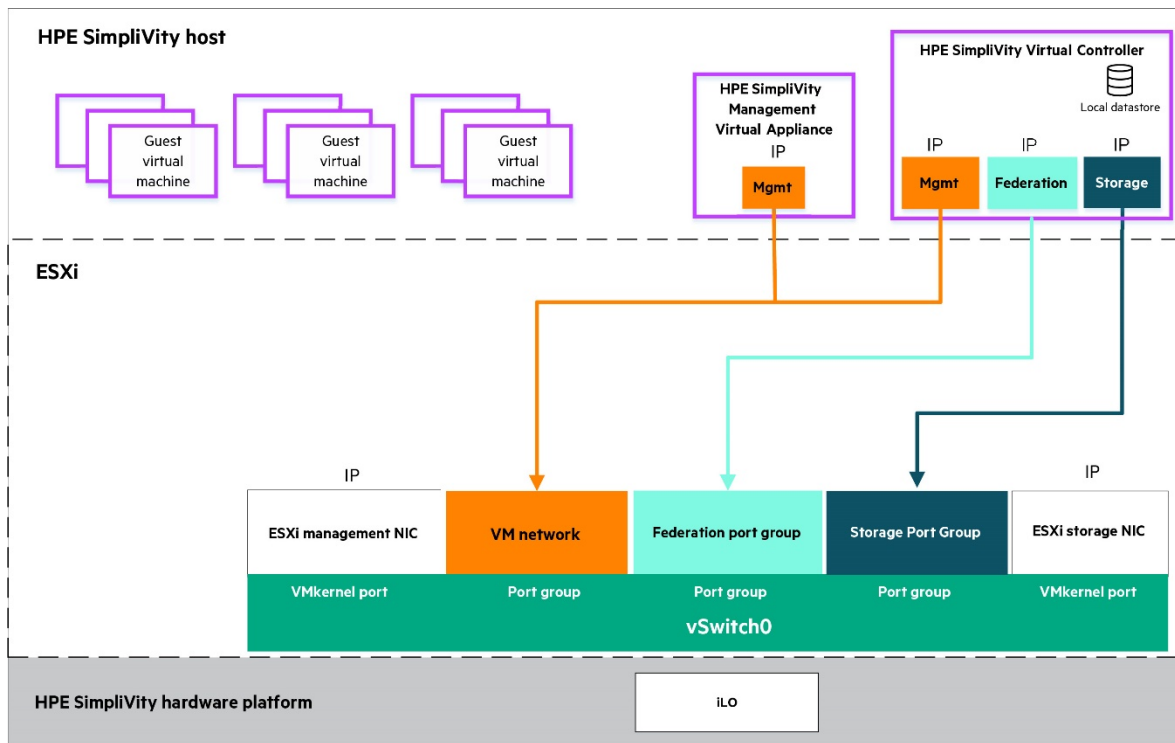 HPE SimpliVity host
HPE SimpliVity Virtual Controller
Local datastore
HPE SimpliVity
Management
Virtual Appliance
IP
Mgmt
IP
IP
IP
Mgmt
Federation
Storage
Guest
virtual
machine
Guest
virtual
machine
Guest
virtual
machine
ESXi
IP
IP
ESXi management NIC
VM network
Federation port group
Storage Port Group
ESXi storage NIC
VMkernel port
Port group
Port group
Port group
VMkernel port
vSwitch0
HPE SimpliVity hardware platform
iLO